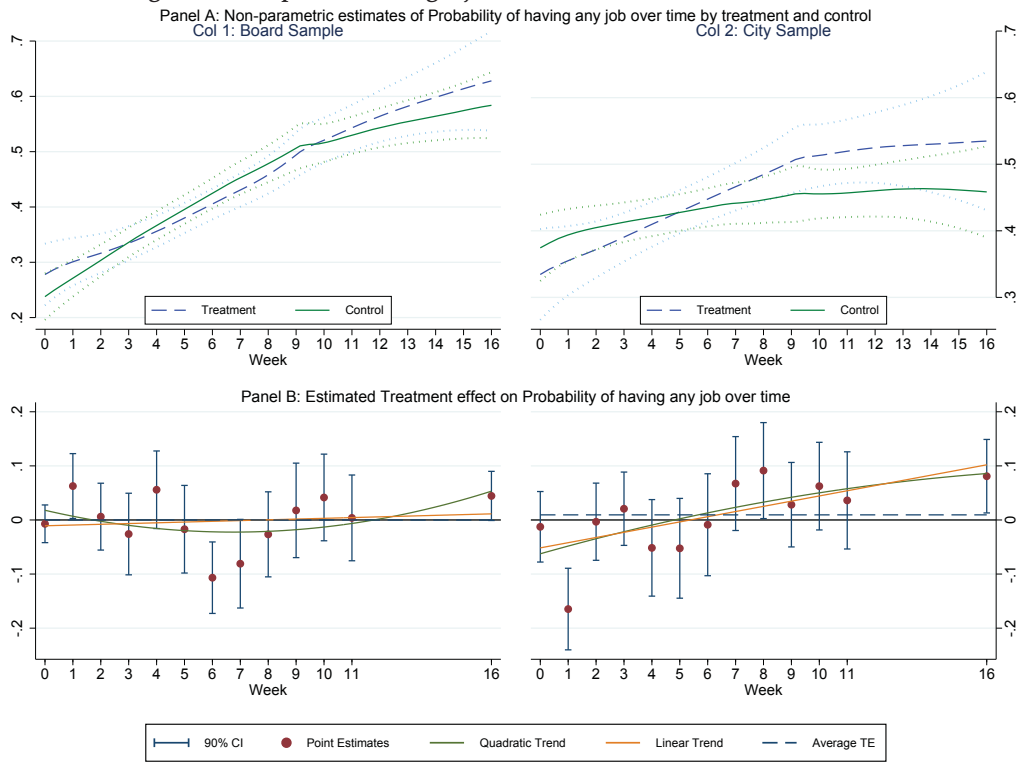 Panel A: Non-parametric estimates of Probability of having any job over time by treatment and control
Col 1: Board Sample
Col 2: City Sample
.7
.6
.5
.4
.3
.2
.7
.6
.5
.4
.3
Treatment Control
Treatment Control
0 1 2 3 4 5 6 7 8 9 10 11 12 13 14 15 16
0 1 2 3 4 5 6 7 8 9 10 11 12 13 14 15 16
Week
Week
Panel B: Estimated Treatment effect on Probability of having any job over time
.2
.1
0
-.1
-.2
.2
.1
0
-.1
-.2
0 1 2 3 4 5 6 7 8 9 10 11 16
0 1 2 3 4 5 6 7 8 9 10 11 16
Week
Week
90% CI Point Estimates Quadratic Trend Linear Trend Average TE